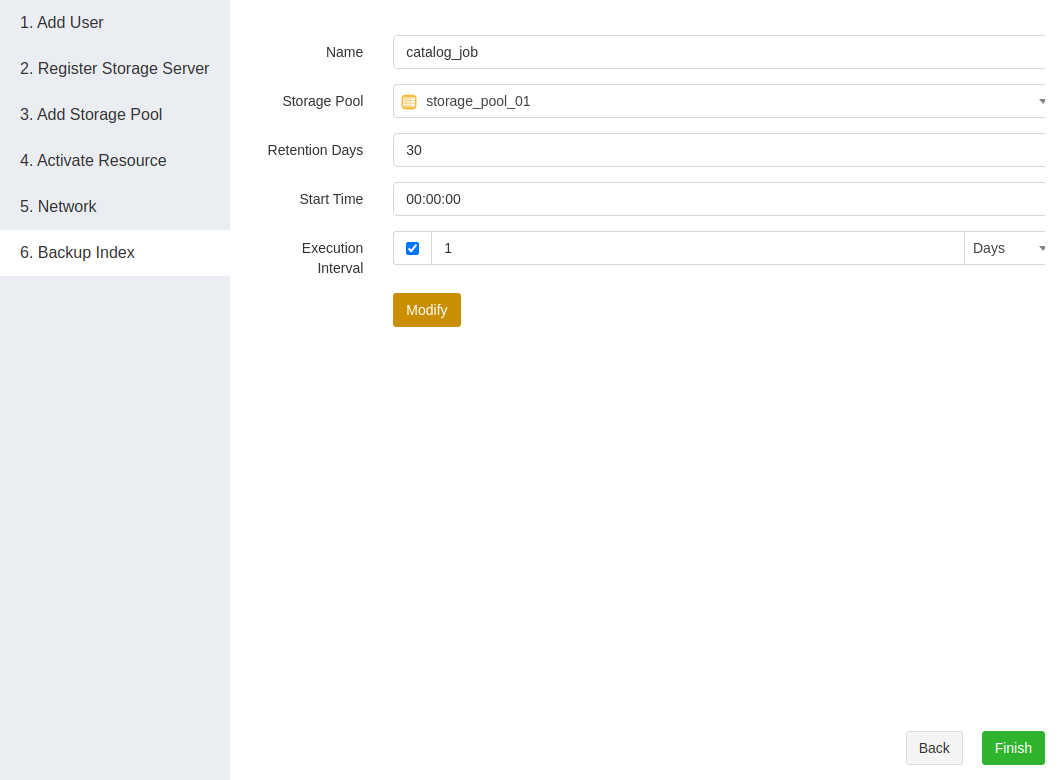 1. Add User
2. Register Storage Server
3. Add Storage Pool
4. Activate Resource
5. Network
6. Backup Index
Name
catalog_job
Storage Pool
storage_pool_01
Retention Days
30
Start Time
00:00:00
Execution
Interval
1
Days
Modify
Back
Finish